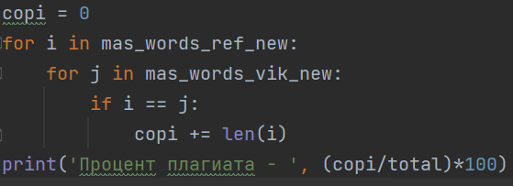 copi = 0
for i in mas_words_ref_new:
    for j in mas_words_vik_new:
        if i == j:
            copi += len(i)
print('Процент плагиата - ', (copi/total)*100)